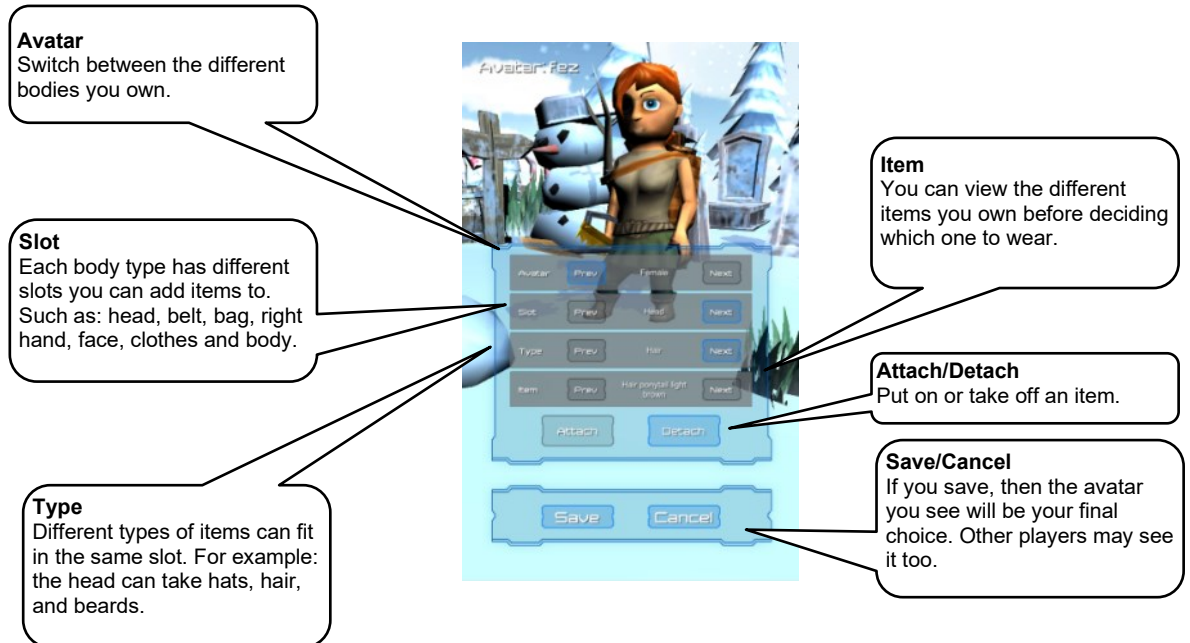 Avatar
Switch between the different
bodies you own.
Slot
Each body type has different
slots you can add items to.
Such as: head, belt, bag, right
hand, face, clothes and body.
Type
Different types of items can fit
in the same slot. For example:
the head can take hats, hair,
and beards.
Avatar:fez
Avatar Prev Female Next
Slot Prev Head Next
Type Prev Hair Next
Item Prev Hair ponytail light
brown Next
Attach Detach
Save Cancel
Item
You can view the different
items you own before deciding
which one to wear.
Attach/Detach
Put on or take off an item.
Save/Cancel
If you save, then the avatar
you see will be your final
choice. Other players may see
it too.